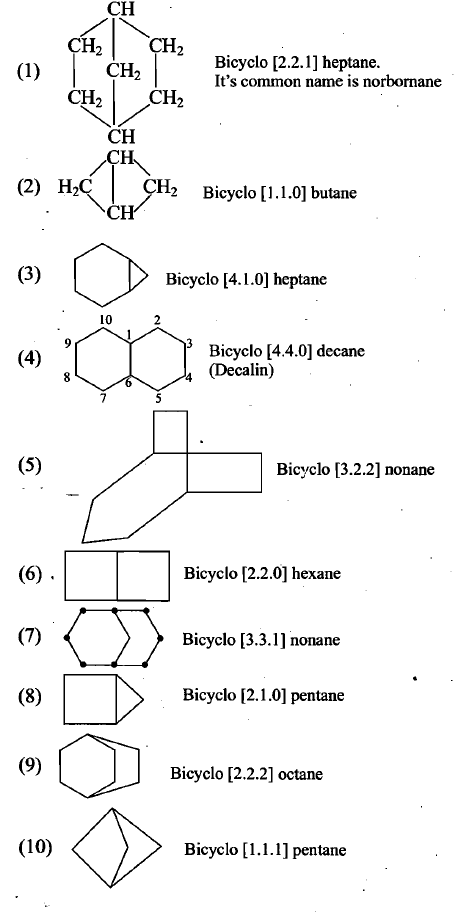 CH
CH2 CH2
(1) CH2 Bicyclo [2.2.1] heptane.
It's common name is norbornane
CH2 CH2
CH
CH
(2) H2C CH2 Bicyclo [1.1.0] butane
CH
(3) Bicyclo [4.1.0] heptane
10 2
9 1 3
(4) Bicyclo [4.4.0] decane
(Decalin)
8 6 4
7 5
(5) Bicyclo [3.2.2] nonane
(6) Bicyclo [2.2.0] hexane
(7) Bicyclo [3.3.1] nonane
(8) Bicyclo [2.1.0] pentane
(9) Bicyclo [2.2.2] octane
(10) Bicyclo [1.1.1] pentane